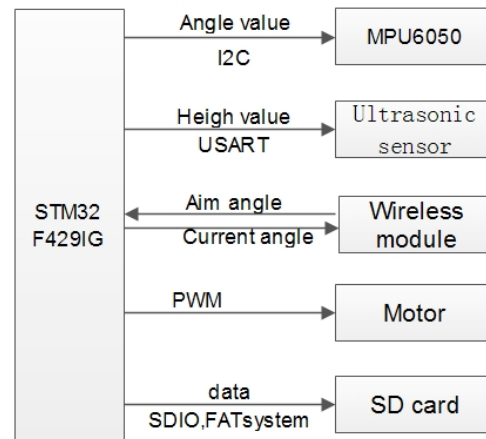 Angle value
MPU6050
I2C
Heigh value
Ultrasonic
sensor
USART
STM32
F429IG
Aim angle
Current angle
Wireless
module
PWM
Motor
data
SD card
SDIO,FATsystem